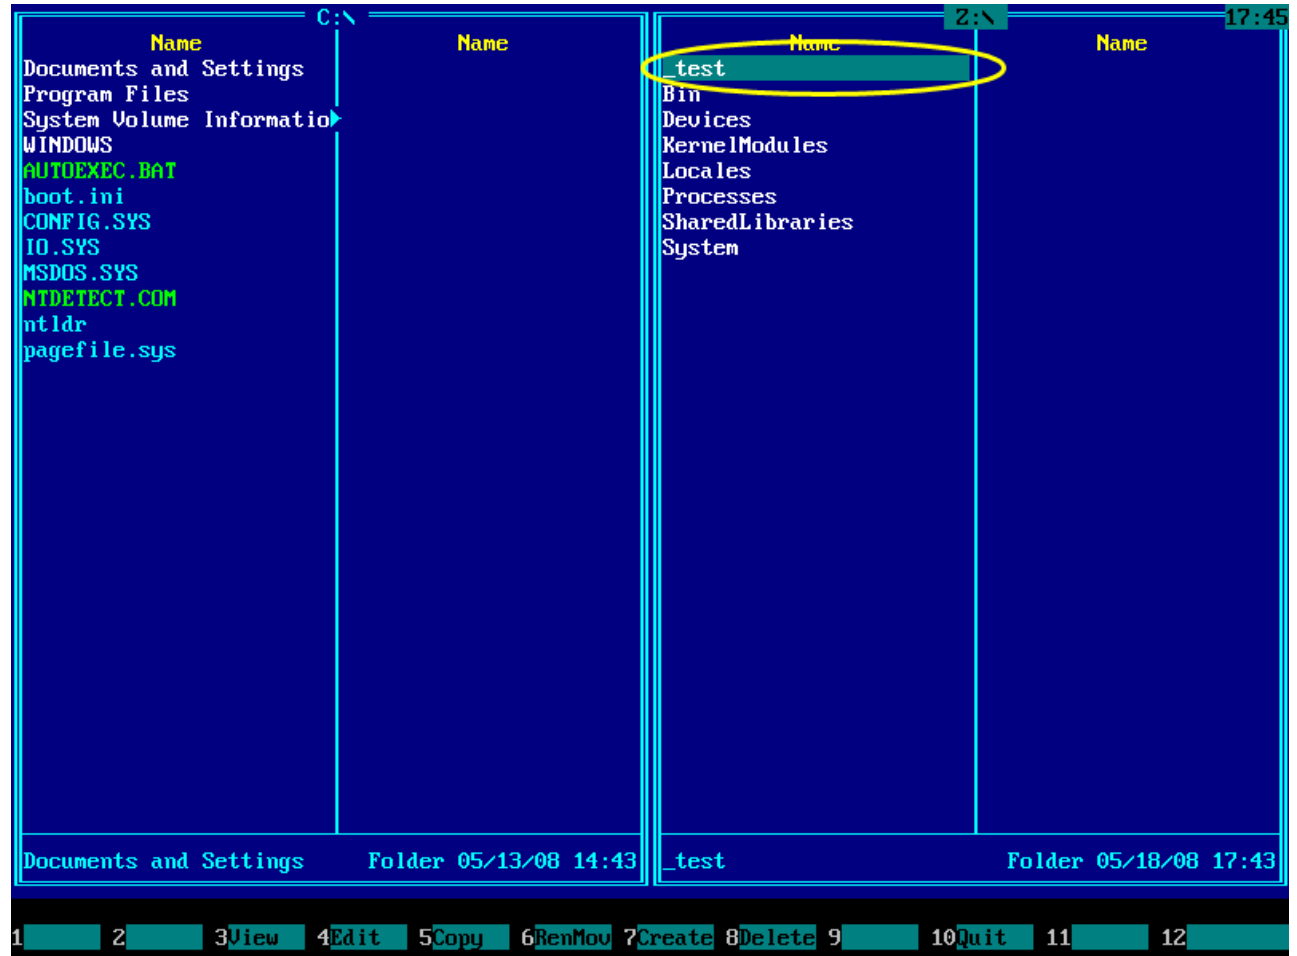 C:\
Name Name
Documents and Settings
Program Files
System Volume Informatio
WINDOWS
AUTOEXEC.BAT
boot.ini
CONFIG.SYS
IO.SYS
MSDOS.SYS
NTDETECT.COM
ntldr
pagefile.sys
Documents and Settings Folder 05/13/08 14:43
Z:\ 17:45
Name Name
_test
Bin
Devices
KernelModules
Locales
Processes
SharedLibraries
System
_test Folder 05/18/08 17:43
1 2 3View 4Edit 5Copy 6RenMov 7Create 8Delete 9 10Quit 11 12